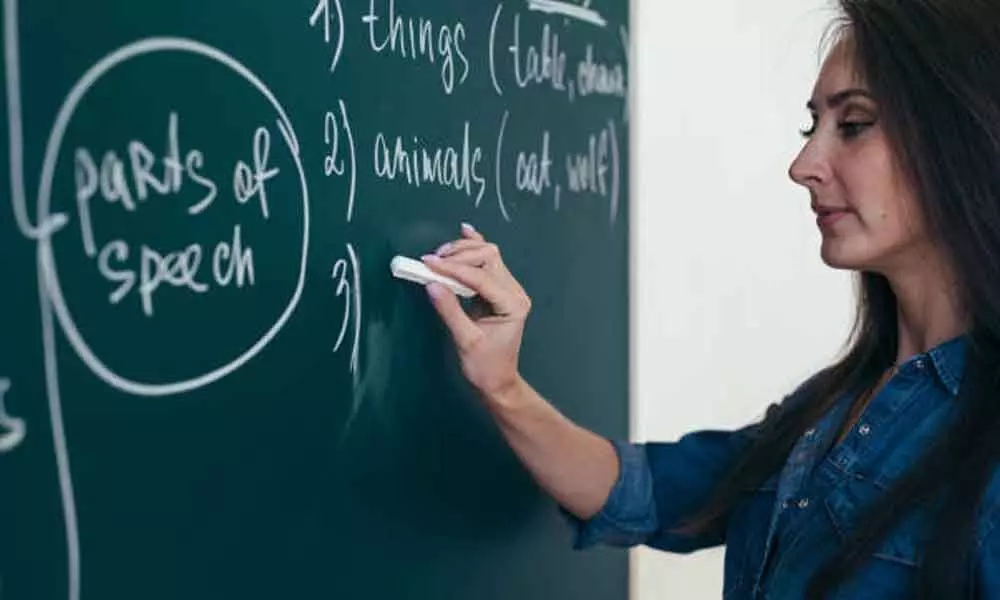 parts of
speech
1) things (table, chair)
2) animals (cat, wolf)
3)